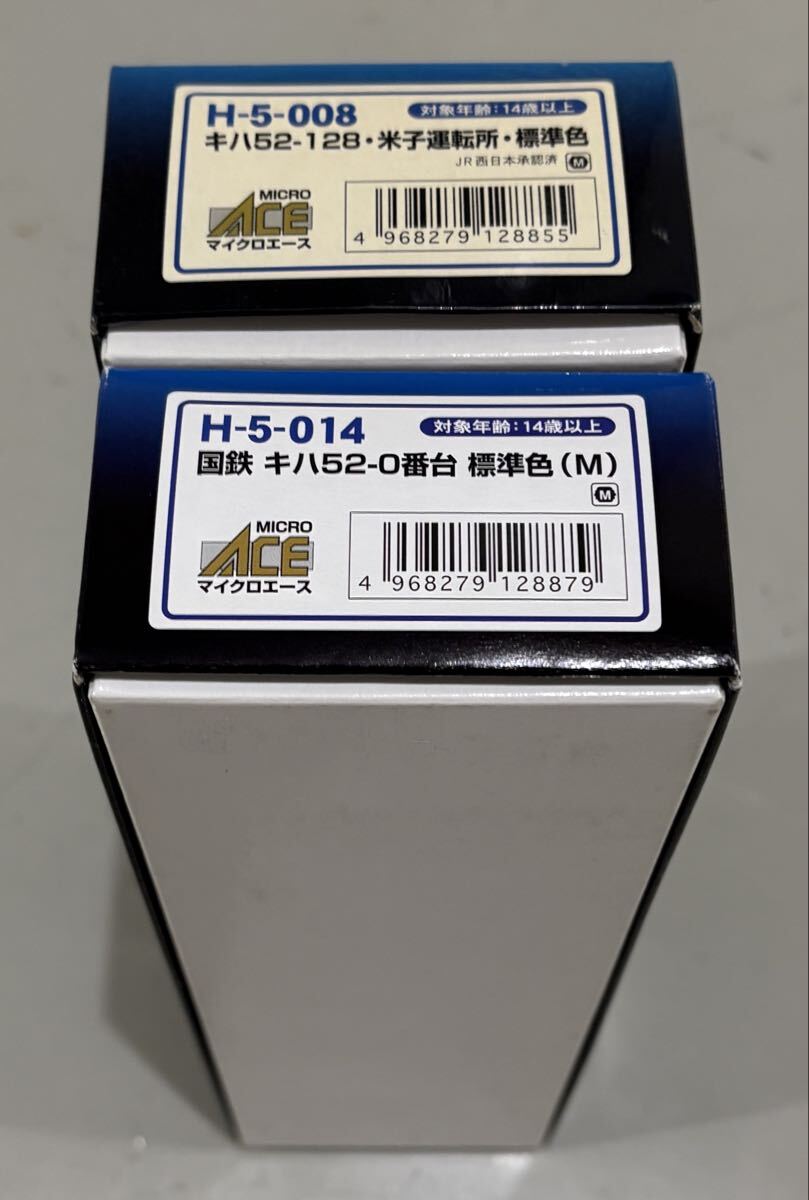 H-5-008 対象年齢:14歳以上
キハ52-128・米子運転所・標準色
JR西日本承認済 M
MICRO
ACE
マイクロエース
4 968279 128855
H-5-014 対象年齢:14歳以上
国鉄 キハ52-0番台 標準色(M)
M
MICRO
ACE
マイクロエース
4 968279 128879